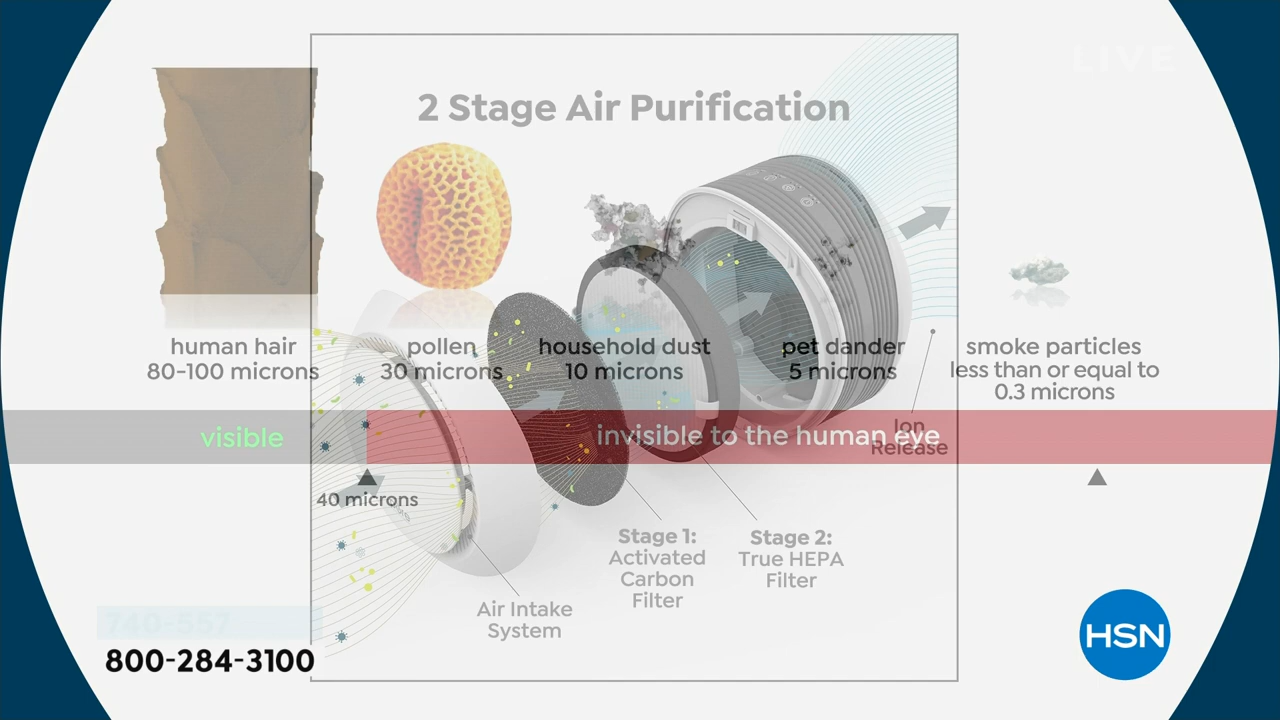 LIVE
2 Stage Air Purification
human hair
80-100 microns
pollen
30 microns
household dust
10 microns
pet dander
5 microns
smoke particles
less than or equal to
0.3 microns
visible
invisible to the human eye
Ion
Release
40 microns
Stage 1:
Activated
Carbon
Filter
Stage 2:
True HEPA
Filter
Air Intake
System
740-557
800-284-3100
HSN